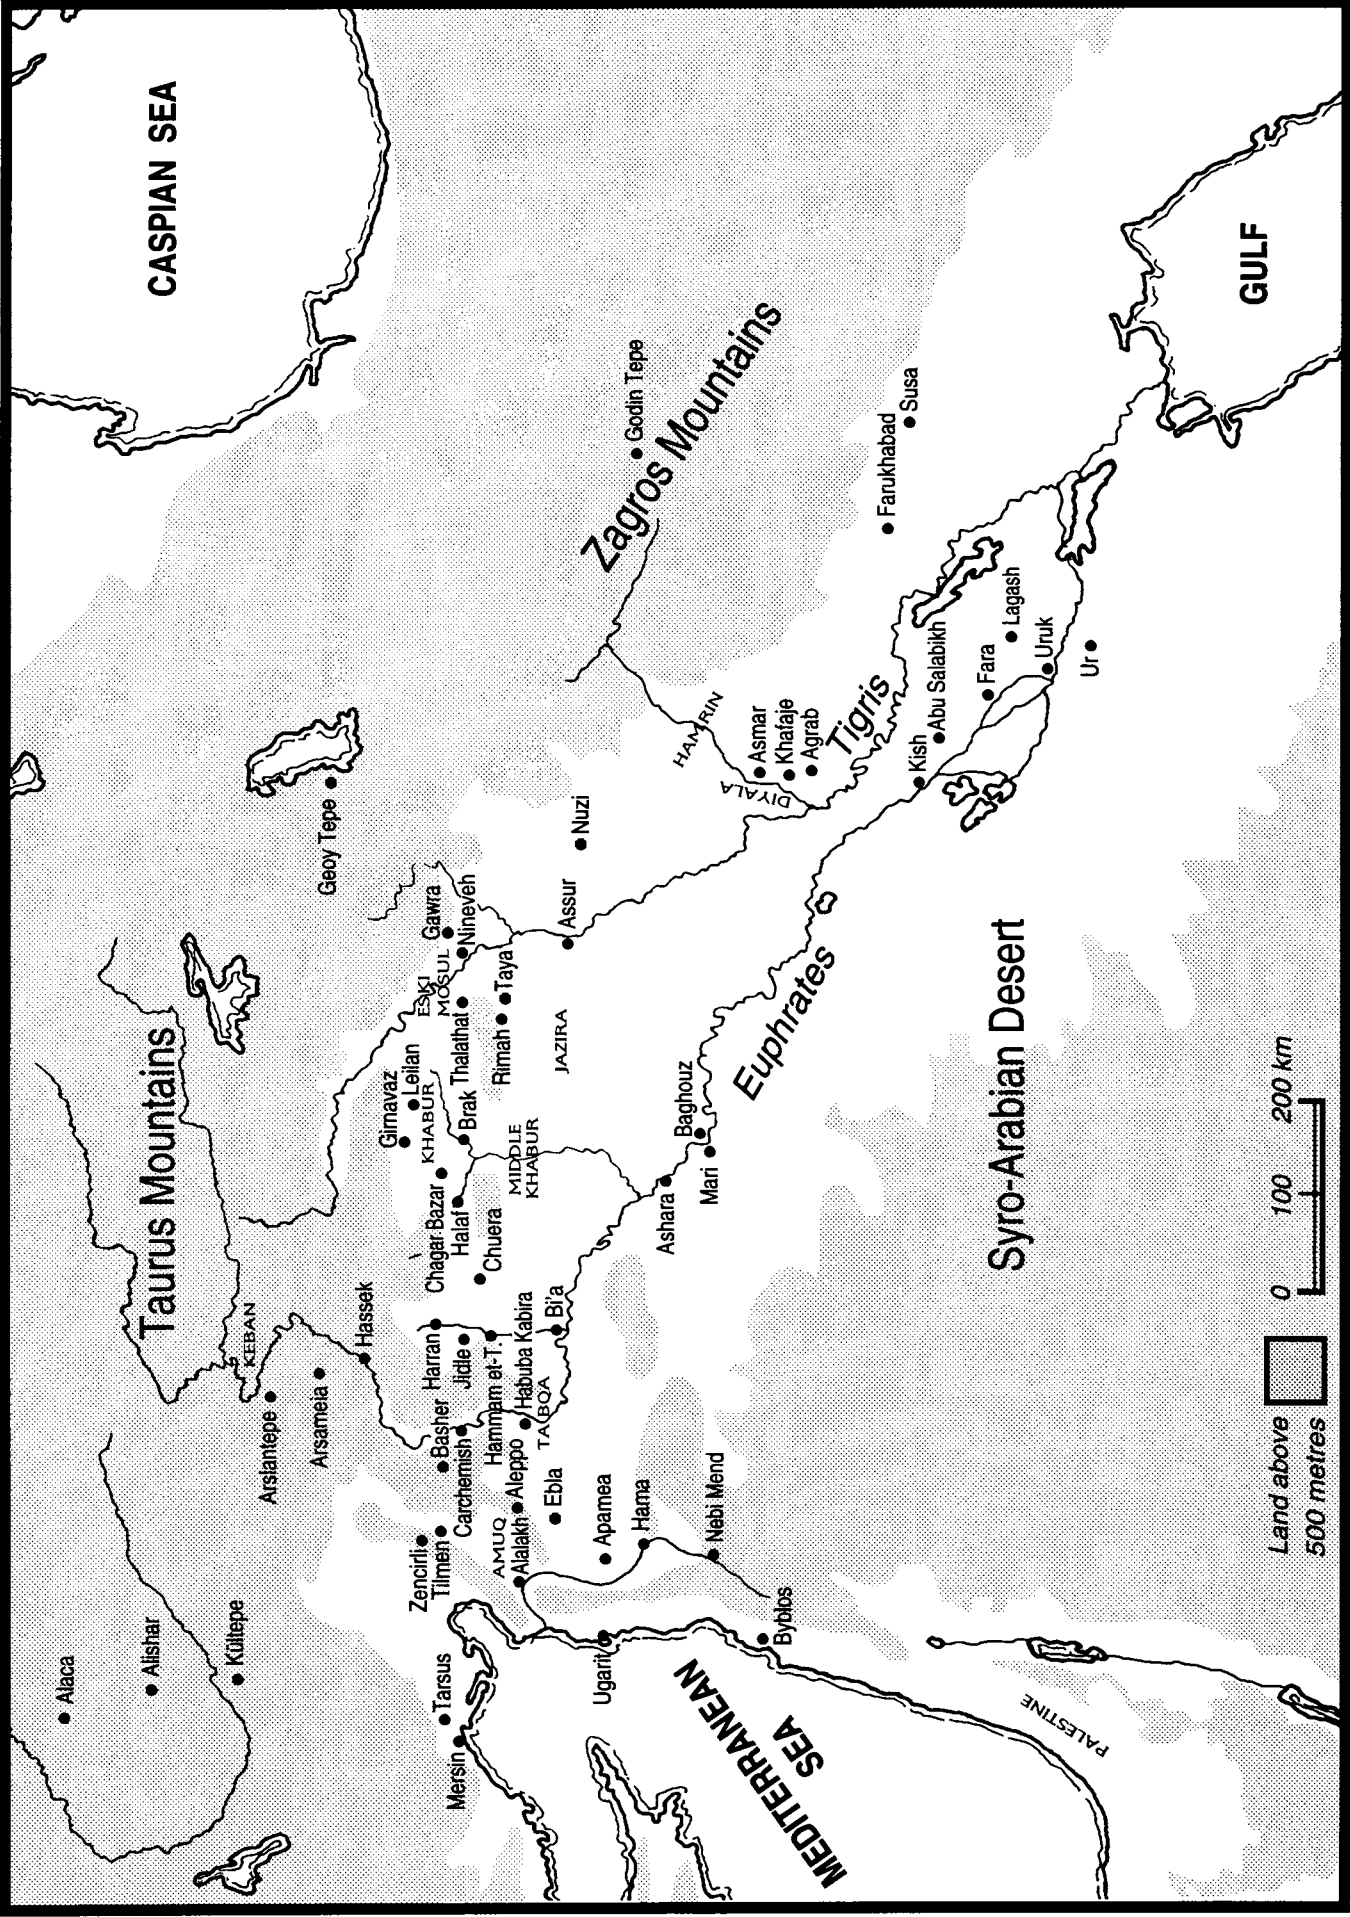 CASPIAN SEA
Taurus Mountains
Alaca
Alishar
Kültepe
KEBAN
Arslantepe
Arsameia
Hassek
Geoy Tepe
Zencirli
Tilmen
Tarsus
Mersin
Basher
Carchemish
Harran
Jidle
Hammam et-T.
Habuba Kabira
Bi'a
TABQA
AMUQ
Alalakh
Aleppo
Ebla
Ugarit
Apamea
Hama
Nebi Mend
Byblos
MEDITERRANEAN
SEA
PALESTINE
Girnavaz
Leilan
KHABUR
Chagar Bazar
Halaf
Brak
Chuera
MIDDLE
KHABUR
Gawra
Nineveh
ESKI
MOSUL
Thalathat
Rimah
Taya
JAZIRA
Assur
Nuzi
Ashara
Mari
Baghouz
Euphrates
Zagros Mountains
Godin Tepe
HAMRIN
DIYALA
Asmar
Khafaje
Agrab
Tigris
Farukhabad
Susa
Kish
Abu Salabikh
Fara
Lagash
Uruk
Ur
GULF
Syro-Arabian Desert
Land above
500 metres
0 100 200 km